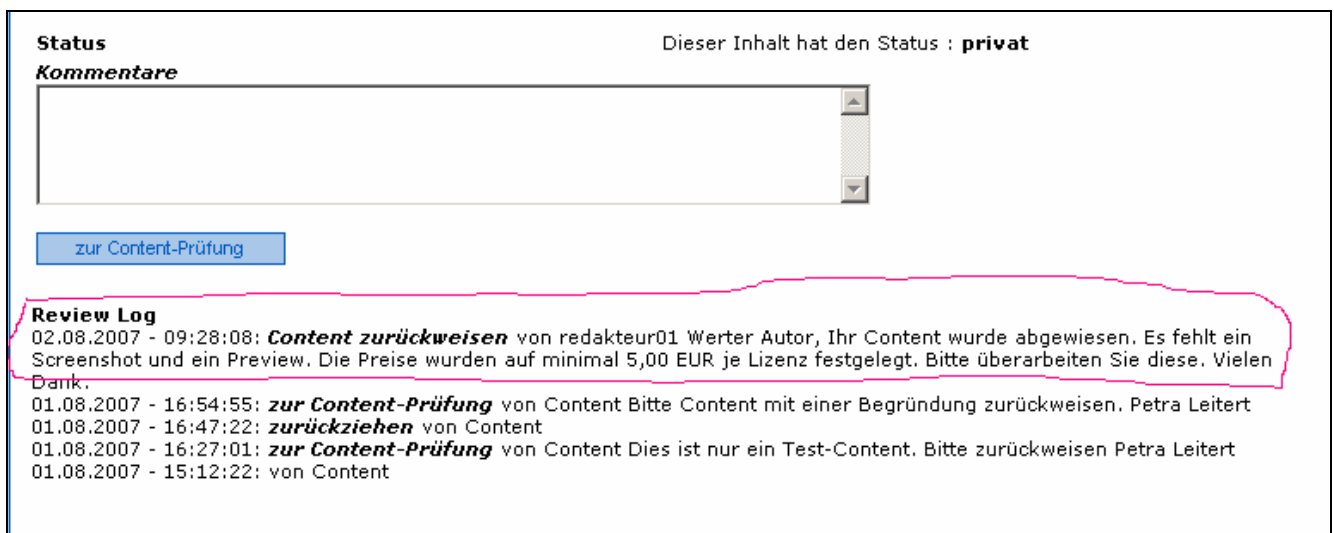 Status Dieser Inhalt hat den Status : privat
Kommentare
zur Content-Prüfung
Review Log
02.08.2007 - 09:28:08: Content zurückweisen von redakteur01 Werter Autor, Ihr Content wurde abgewiesen. Es fehlt ein
Screenshot und ein Preview. Die Preise wurden auf minimal 5,00 EUR je Lizenz festgelegt. Bitte überarbeiten Sie diese. Vielen
Dank.
01.08.2007 - 16:54:55: zur Content-Prüfung von Content Bitte Content mit einer Begründung zurückweisen. Petra Leitert
01.08.2007 - 16:47:22: zurückziehen von Content
01.08.2007 - 16:27:01: zur Content-Prüfung von Content Dies ist nur ein Test-Content. Bitte zurückweisen Petra Leitert
01.08.2007 - 15:12:22: von Content